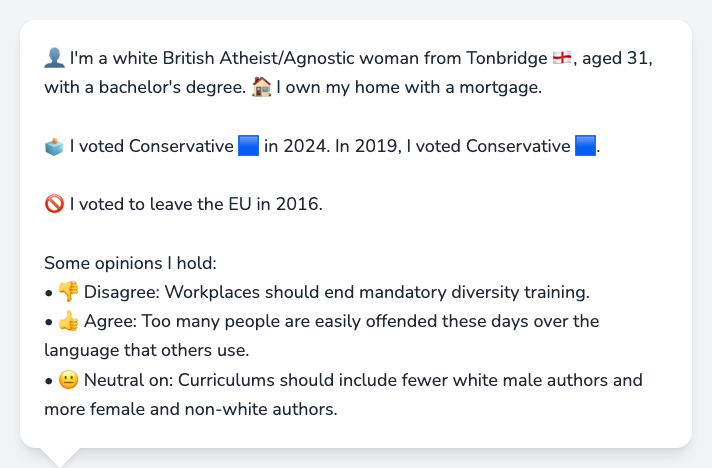 👤 I'm a white British Atheist/Agnostic woman from Tonbridge 🏴󠁧󠁢󠁥󠁮󠁧󠁿, aged 31,
with a bachelor's degree. 🏠 I own my home with a mortgage.
🗳️ I voted Conservative 🟦 in 2024. In 2019, I voted Conservative 🟦.
🚫 I voted to leave the EU in 2016.
Some opinions I hold:
• 👎 Disagree: Workplaces should end mandatory diversity training.
• 👍 Agree: Too many people are easily offended these days over the
language that others use.
• 😐 Neutral on: Curriculums should include fewer white male authors and
more female and non-white authors.